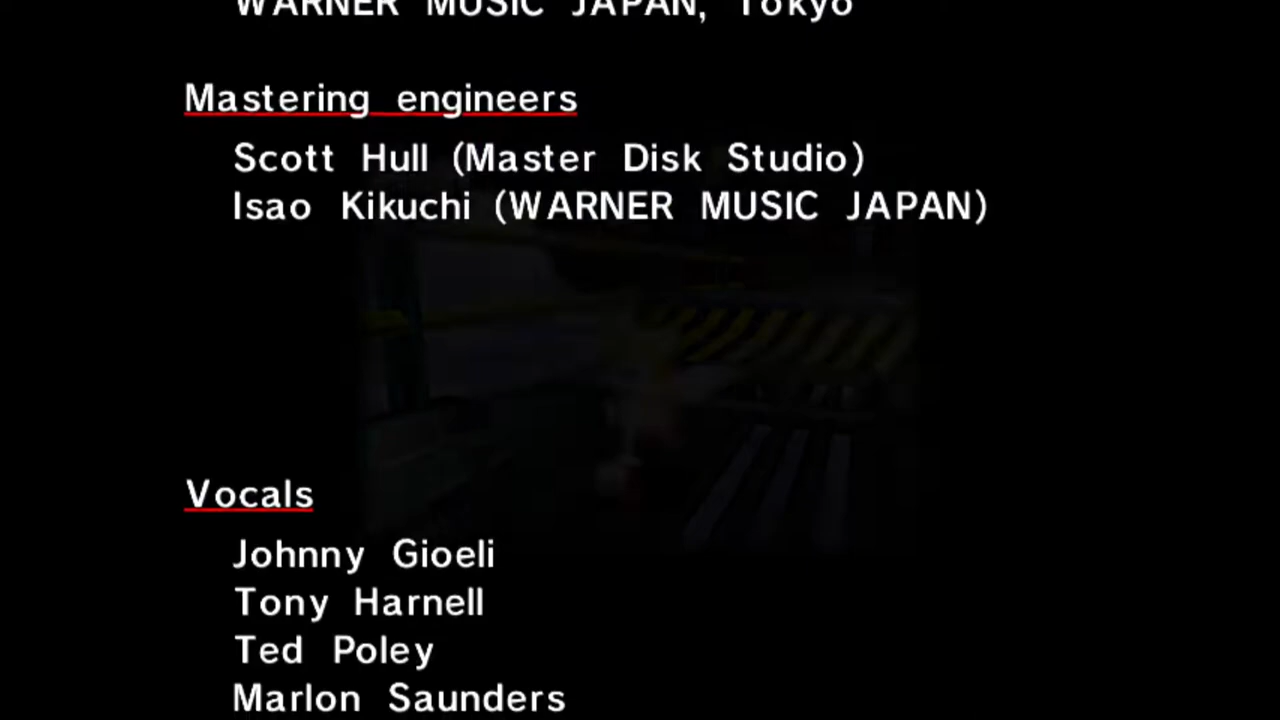 WARNER MUSIC JAPAN, Tokyo
Mastering engineers
Scott Hull (Master Disk Studio)
Isao Kikuchi (WARNER MUSIC JAPAN)
Vocals
Johnny Gioeli
Tony Harnell
Ted Poley
Marlon Saunders